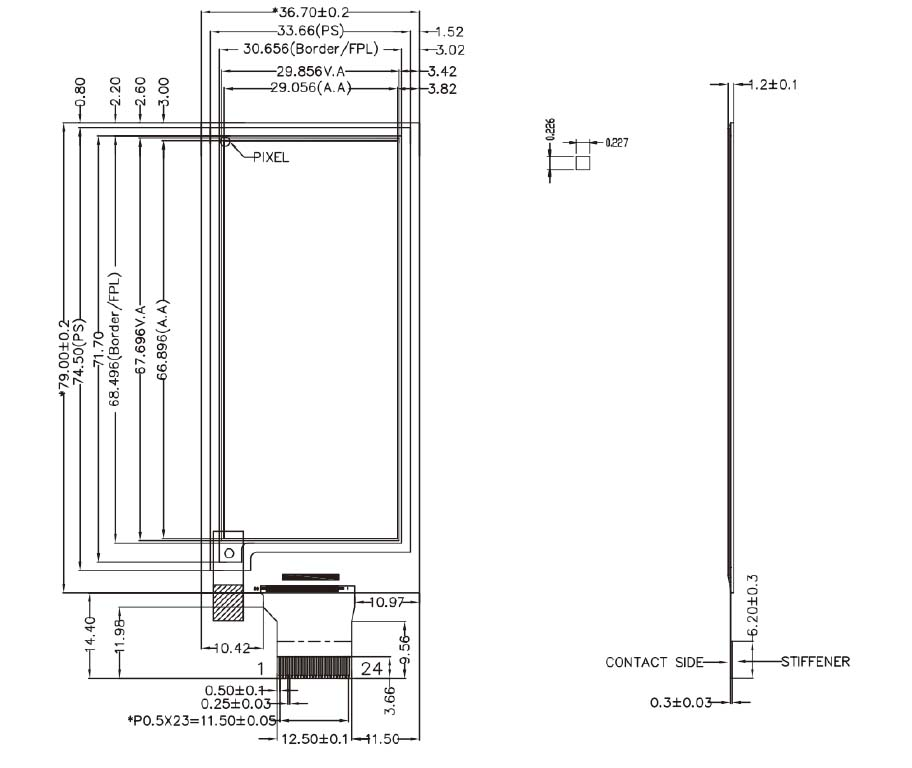 *36.70±0.2
33.66(PS)
1.52
30.656(Border/FPL)
3.02
29.856V.A
3.42
29.056(A.A)
3.82
0.80
2.20
2.60
3.00
1.2±0.1
0.226
0.227
PIXEL
*79.00±0.2
74.50(PS)
71.70
68.496(Border/FPL)
67.696V.A
66.896(A.A)
10.97
14.40
11.98
10.42
9.56
6.20±0.3
1
24
CONTACT SIDE
STIFFENER
0.50±0.1
0.25±0.03
3.66
0.3±0.03
*P0.5X23=11.50±0.05
12.50±0.1
11.50